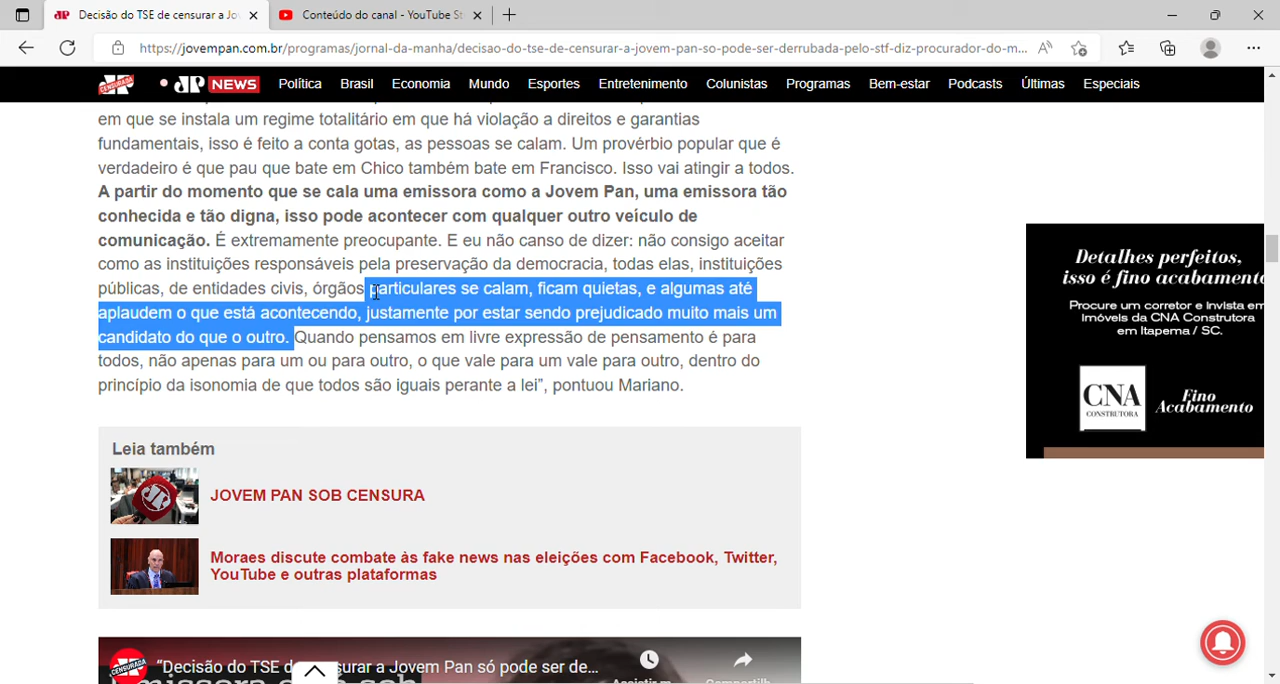 Decisão do TSE de censurar a Jo
Conteúdo do canal - YouTube St
https://jovempan.com.br/programas/jornal-da-manha/decisao-do-tse-de-censurar-a-jovem-pan-so-pode-ser-derrubada-pelo-stf-diz-procurador-do-m...
CENSURADA
JP NEWS
Política Brasil Economia Mundo Esportes Entretenimento Colunistas Programas Bem-estar Podcasts Últimas Especiais
em que se instala um regime totalitário em que há violação a direitos e garantias
fundamentais, isso é feito a conta gotas, as pessoas se calam. Um provérbio popular que é
verdadeiro é que pau que bate em Chico também bate em Francisco. Isso vai atingir a todos.
A partir do momento que se cala uma emissora como a Jovem Pan, uma emissora tão
conhecida e tão digna, isso pode acontecer com qualquer outro veículo de
comunicação. É extremamente preocupante. E eu não canso de dizer: não consigo aceitar
como as instituições responsáveis pela preservação da democracia, todas elas, instituições
públicas, de entidades civis, órgãos particulares se calam, ficam quietas, e algumas até
aplaudem o que está acontecendo, justamente por estar sendo prejudicado muito mais um
candidato do que o outro. Quando pensamos em livre expressão de pensamento é para
todos, não apenas para um ou para outro, o que vale para um vale para outro, dentro do
princípio da isonomia de que todos são iguais perante a lei”, pontuou Mariano.
Leia também
JOVEM PAN SOB CENSURA
Moraes discute combate às fake news nas eleições com Facebook, Twitter,
YouTube e outras plataformas
CENSURADA
“Decisão do TSE de censurar a Jovem Pan só pode ser de...
Detalhes perfeitos,
isso é fino acabamento
Procure um corretor e invista em
Imóveis da CNA Construtora
em Itapema / SC.
CNA
CONSTRUTORA
Fino
Acabamento